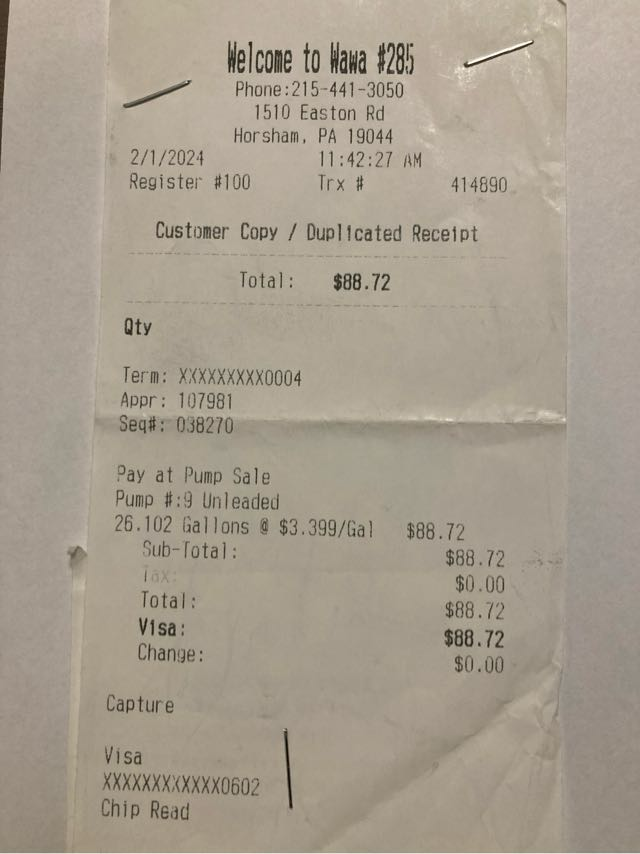 Welcome to Wawa #285
Phone:215-441-3050
1510 Easton Rd
Horsham, PA 19044
2/1/2024 11:42:27 AM
Register #100 Trx # 414890
Customer Copy / Duplicated Receipt
Total: $88.72
Qty
Term: XXXXXXXXX0004
Appr: 107981
Seq#: 038270
Pay at Pump Sale
Pump #:9 Unleaded
26.102 Gallons @ $3.399/Gal $88.72
Sub-Total: $88.72
Tax: $0.00
Total: $88.72
Visa: $88.72
Change: $0.00
Capture
Visa
XXXXXXXXXXXX0602
Chip Read